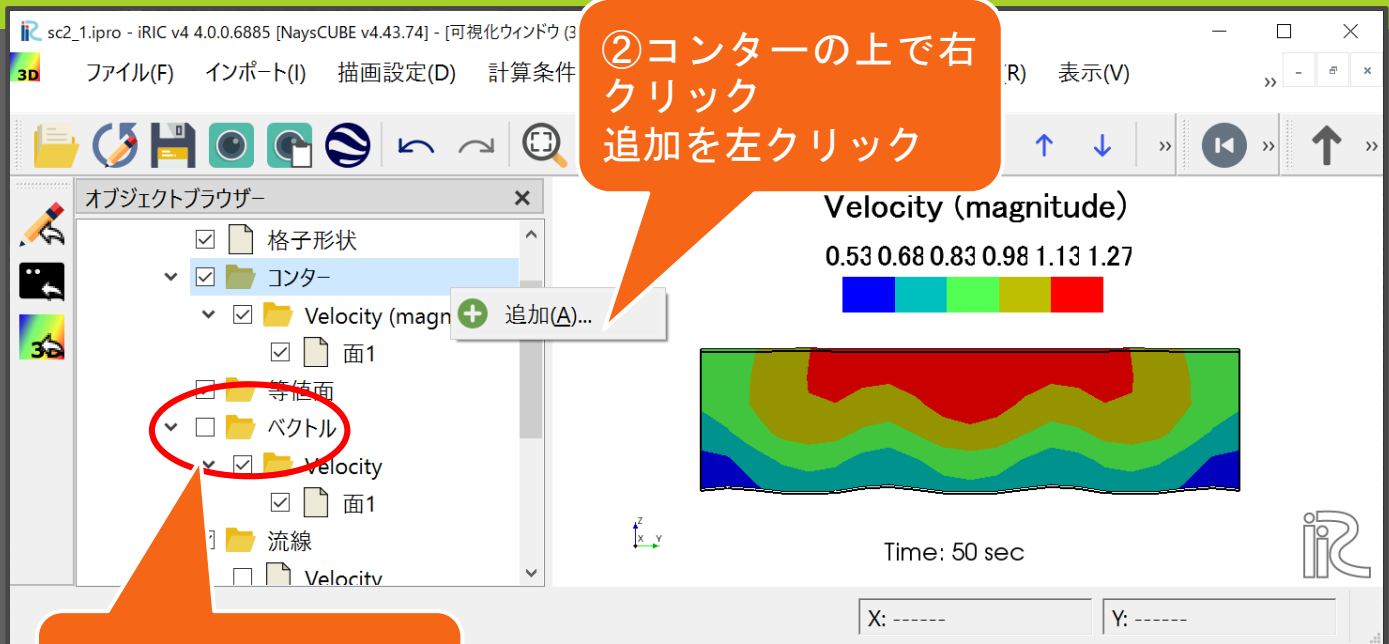 sc2_1.ipro - iRIC v4 4.0.0.6885 [NaysCUBE v4.43.74] - [可視化ウィンドウ (3
3D
ファイル(F) インポート(I) 描画設定(D) 計算条件
(R) 表示(V)
②コンターの上で右
クリック
追加を左クリック
オブジェクトブラウザー
格子形状
コンター
Velocity (magn
追加(A)...
面1
等値面
ベクトル
Velocity
面1
流線
Velocity
3D
Velocity (magnitude)
0.53 0.68 0.83 0.98 1.13 1.27
Z
X Y
Time: 50 sec
iRIC
X: ------
Y: ------